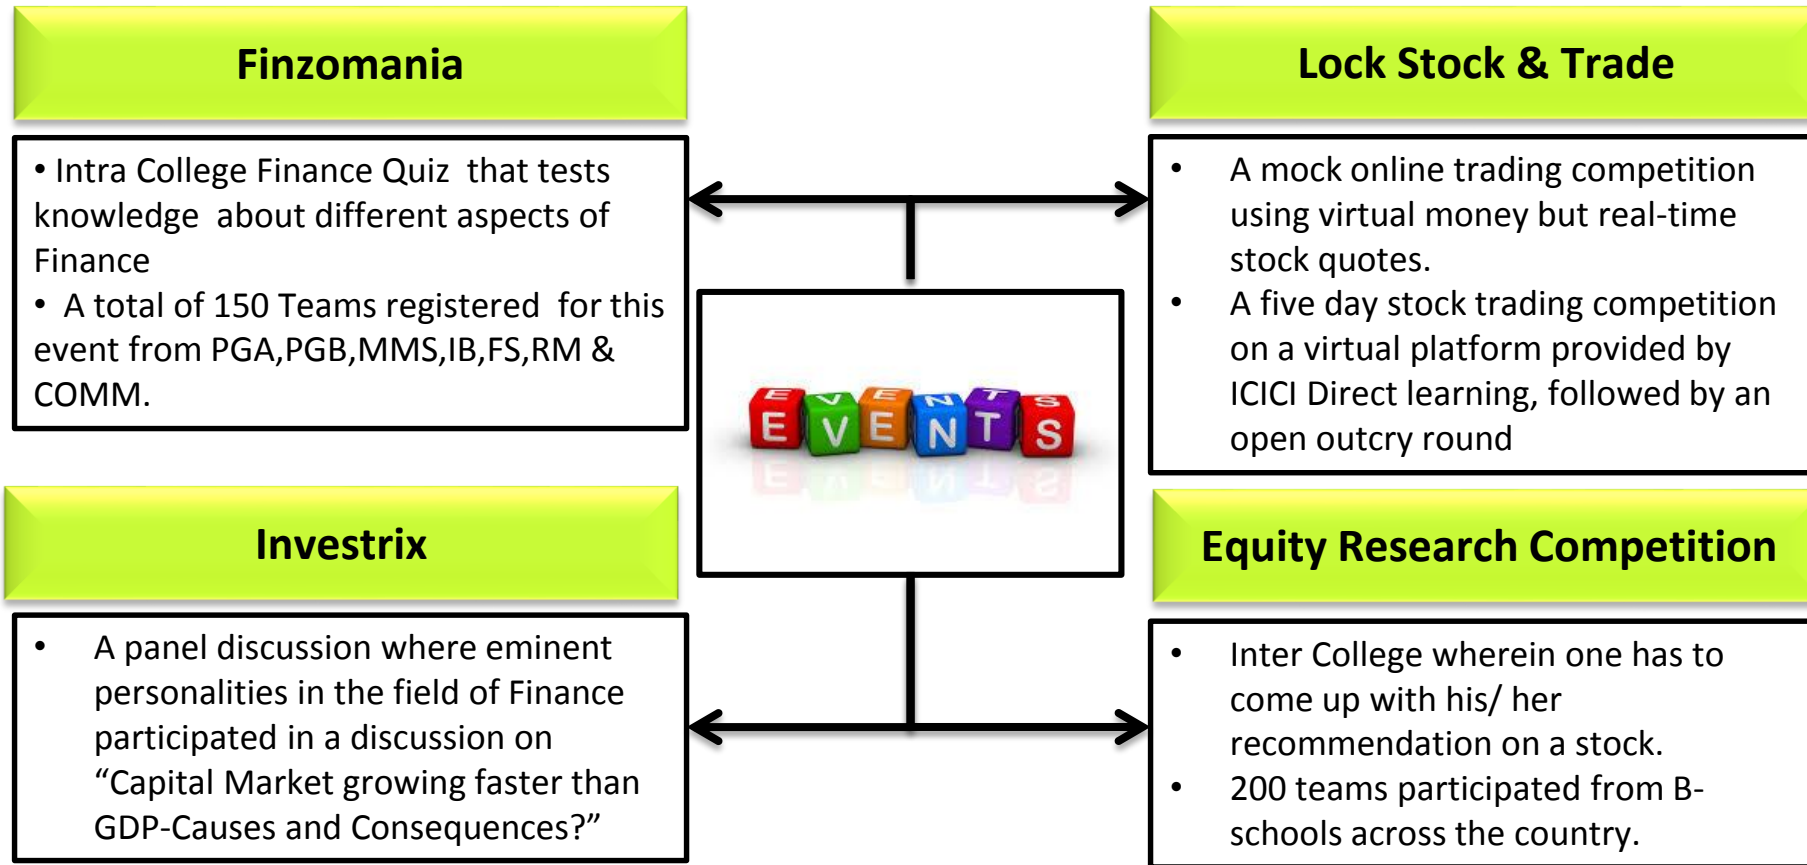 Finzomania
• Intra College Finance Quiz that tests
knowledge about different aspects of
Finance
• A total of 150 Teams registered for this
event from PGA,PGB,MMS,IB,FS,RM &
COMM.
Lock Stock & Trade
• A mock online trading competition
using virtual money but real-time
stock quotes.
• A five day stock trading competition
on a virtual platform provided by
ICICI Direct learning, followed by an
open outcry round
EVENTS
EVENTS
Investrix
• A panel discussion where eminent
personalities in the field of Finance
participated in a discussion on
“Capital Market growing faster than
GDP-Causes and Consequences?”
Equity Research Competition
• Inter College wherein one has to
come up with his/ her
recommendation on a stock.
• 200 teams participated from B-
schools across the country.